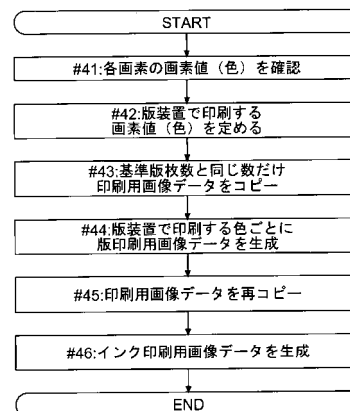 START
#41:各画素の画素値（色）を確認
#42:版装置で印刷する
画素値（色）を定める
#43:基準版枚数と同じ数だけ
印刷用画像データをコピー
#44:版装置で印刷する色ごとに
版印刷用画像データを生成
#45:印刷用画像データを再コピー
#46:インク印刷用画像データを生成
END